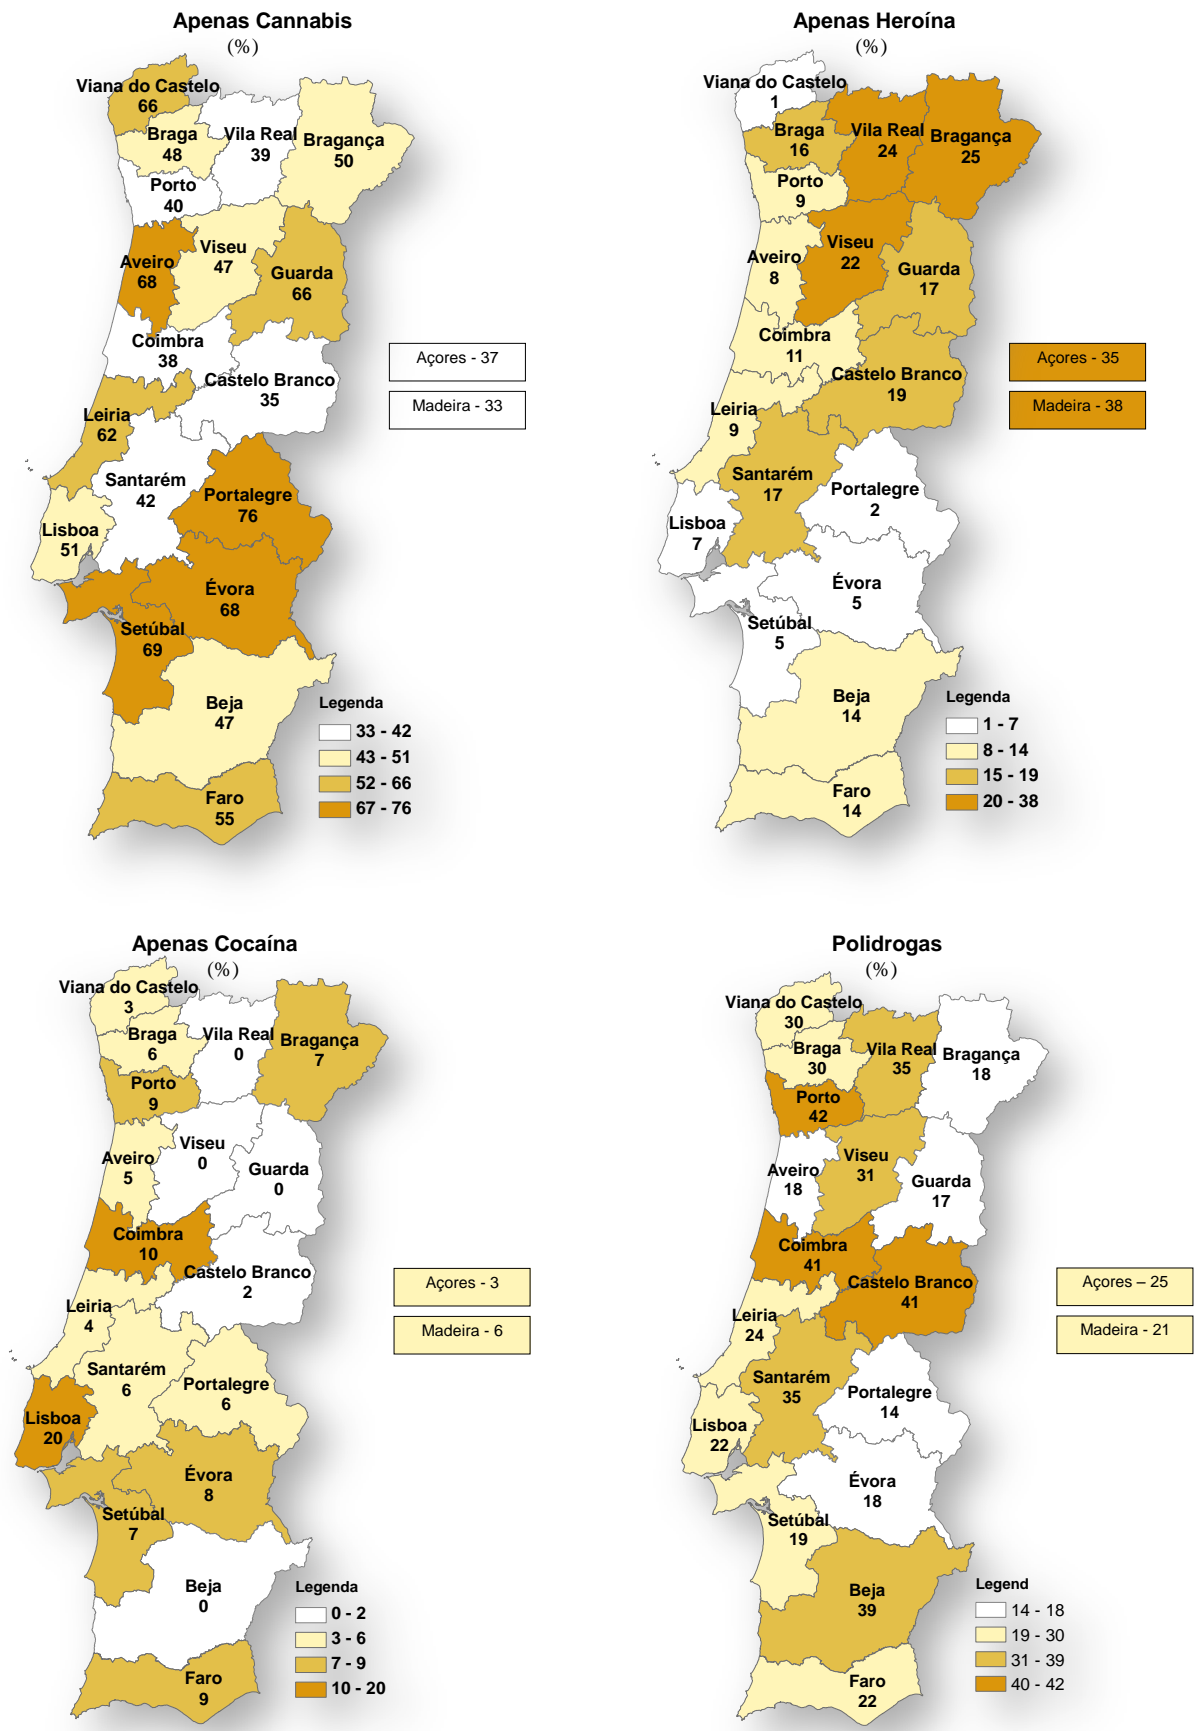 Apenas Cannabis
(%)
Viana do Castelo
66
Braga
48
Vila Real
39
Bragança
50
Porto
40
Aveiro
68
Viseu
47
Guarda
66
Coimbra
38
Castelo Branco
35
Açores - 37
Madeira - 33
Leiria
62
Santarém
42
Portalegre
76
Lisboa
51
Évora
68
Setúbal
69
Beja
47
Faro
55
Legenda
33 - 42
43 - 51
52 - 66
67 - 76
Apenas Heroína
(%)
Viana do Castelo
1
Braga
16
Vila Real
24
Bragança
25
Porto
9
Aveiro
8
Viseu
22
Guarda
17
Coimbra
11
Castelo Branco
19
Açores - 35
Madeira - 38
Leiria
9
Santarém
17
Portalegre
2
Lisboa
7
Évora
5
Setúbal
5
Beja
14
Faro
14
Legenda
1 - 7
8 - 14
15 - 19
20 - 38
Apenas Cocaína
(%)
Viana do Castelo
3
Braga
6
Vila Real
0
Bragança
7
Porto
9
Aveiro
5
Viseu
0
Guarda
0
Coimbra
10
Castelo Branco
2
Açores - 3
Madeira - 6
Leiria
4
Santarém
6
Portalegre
6
Lisboa
20
Évora
8
Setúbal
7
Beja
0
Faro
9
Legenda
0 - 2
3 - 6
7 - 9
10 - 20
Polidrogas
(%)
Viana do Castelo
30
Braga
30
Vila Real
35
Bragança
18
Porto
42
Aveiro
18
Viseu
31
Guarda
17
Coimbra
41
Castelo Branco
41
Açores – 25
Madeira - 21
Leiria
24
Santarém
35
Portalegre
14
Lisboa
22
Évora
18
Setúbal
19
Beja
39
Faro
22
Legend
14 - 18
19 - 30
31 - 39
40 - 42